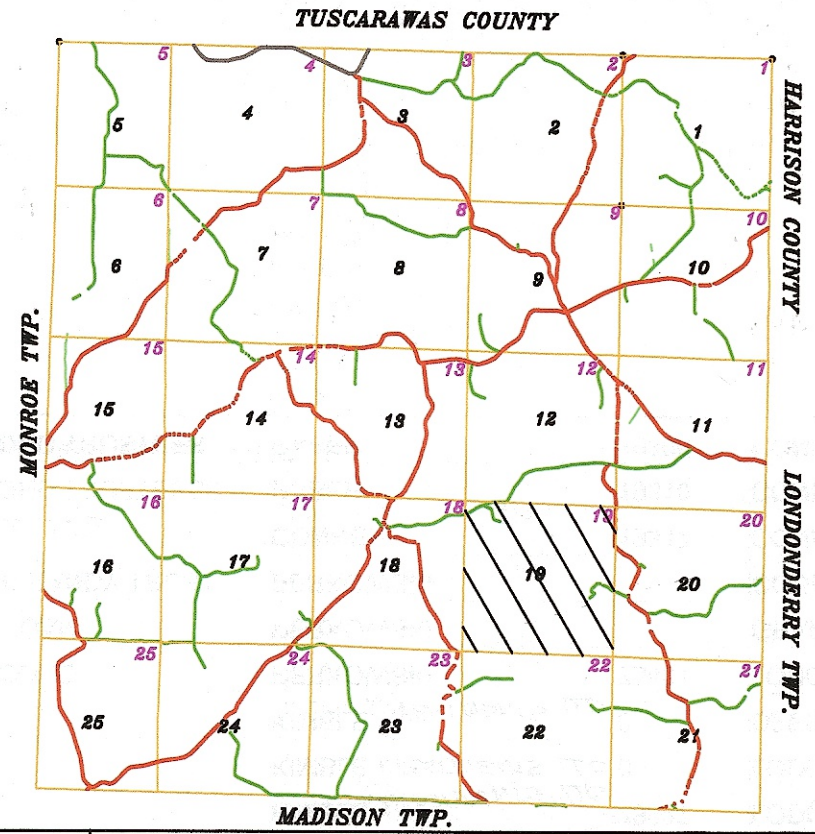 TUSCARAWAS COUNTY
5 4 3 2 1
5 4 3 2 1
6 7 8 9 10
6 7 8 9 10
15 14 13 12 11
15 14 13 12 11
16 17 18 19 20
16 17 18 19 20
25 24 23 22 21
25 24 23 22 21
MADISON TWP.
MONROE TWP.
HARRISON COUNTY
LONDONDERRY TWP.